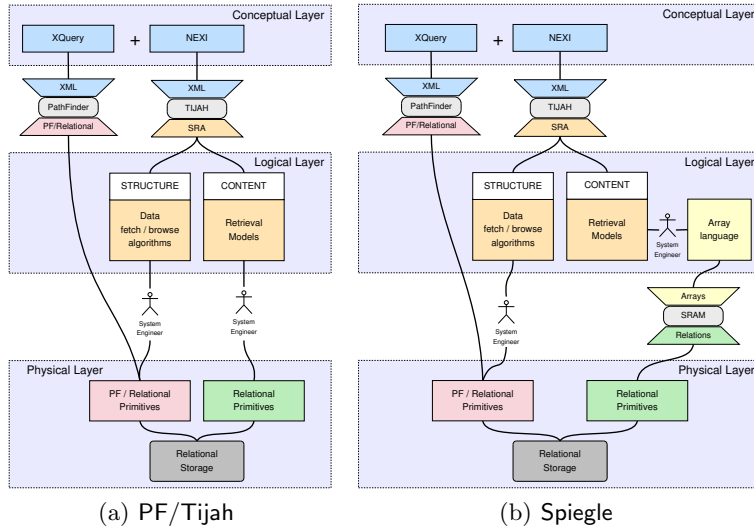 Conceptual Layer
XQuery + NEXI
XML XML
PathFinder TIJAH
PF/Relational SRA
Logical Layer
STRUCTURE CONTENT
Data
fetch / browse
algorithms
Retrieval
Models
System
Engineer
System
Engineer
Physical Layer
PF / Relational
Primitives
Relational
Primitives
Relational
Storage
(a) PF/Tijah
Conceptual Layer
XQuery + NEXI
XML XML
PathFinder TIJAH
PF/Relational SRA
Logical Layer
STRUCTURE CONTENT
Data
fetch / browse
algorithms
Retrieval
Models
System
Engineer
Array
language
System
Engineer
Arrays
SRAM
Relations
Physical Layer
PF / Relational
Primitives
Relational
Primitives
Relational
Storage
(b) Spiegle